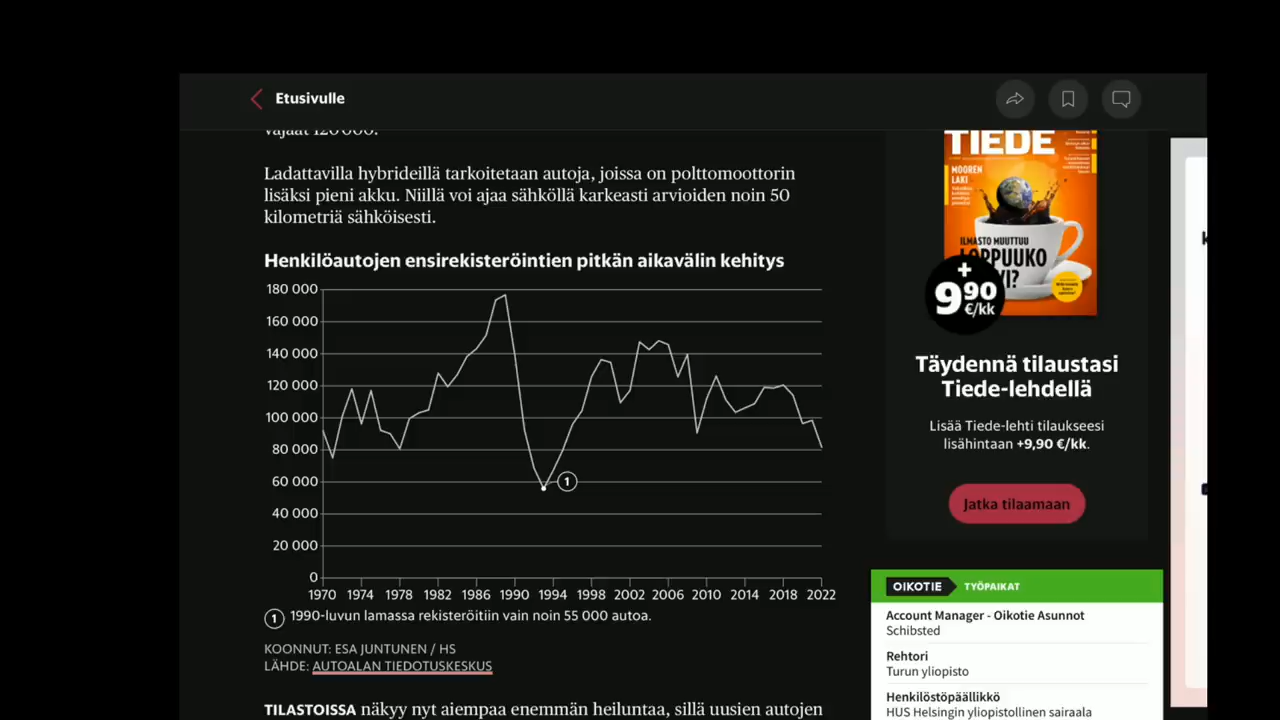 Etusivulle
vajaat 120 000.
Ladattavilla hybrideillä tarkoitetaan autoja, joissa on polttomoottorin
lisäksi pieni akku. Niillä voi ajaa sähköllä karkeasti arvioiden noin 50
kilometriä sähköisesti.
Henkilöautojen ensirekisteröintien pitkän aikavälin kehitys
180 000
160 000
140 000
120 000
100 000
80 000
60 000
40 000
20 000
0
1
1970 1974 1978 1982 1986 1990 1994 1998 2002 2006 2010 2014 2018 2022
1 1990-luvun lamassa rekisteröitiin vain noin 55 000 autoa.
KOONNUT: ESA JUNTUNEN / HS
LÄHDE: AUTOALAN TIEDOTUSKESKUS
TILASTOISSA näkyy nyt aiempaa enemmän heiluntaa, sillä uusien autojen
TIEDE
MOOREN
LAKI
ILMASTO MUUTTUU
+
990
€/kk
Täydennä tilaustasi
Tiede-lehdellä
Lisää Tiede-lehti tilaukseesi
lisähintaan +9,90 €/kk.
Jatka tilaamaan
OIKOTIE TYÖPAIKAT
Account Manager - Oikotie Asunnot
Schibsted
Rehtori
Turun yliopisto
Henkilöstöpäällikkö
HUS Helsingin yliopistollinen sairaala